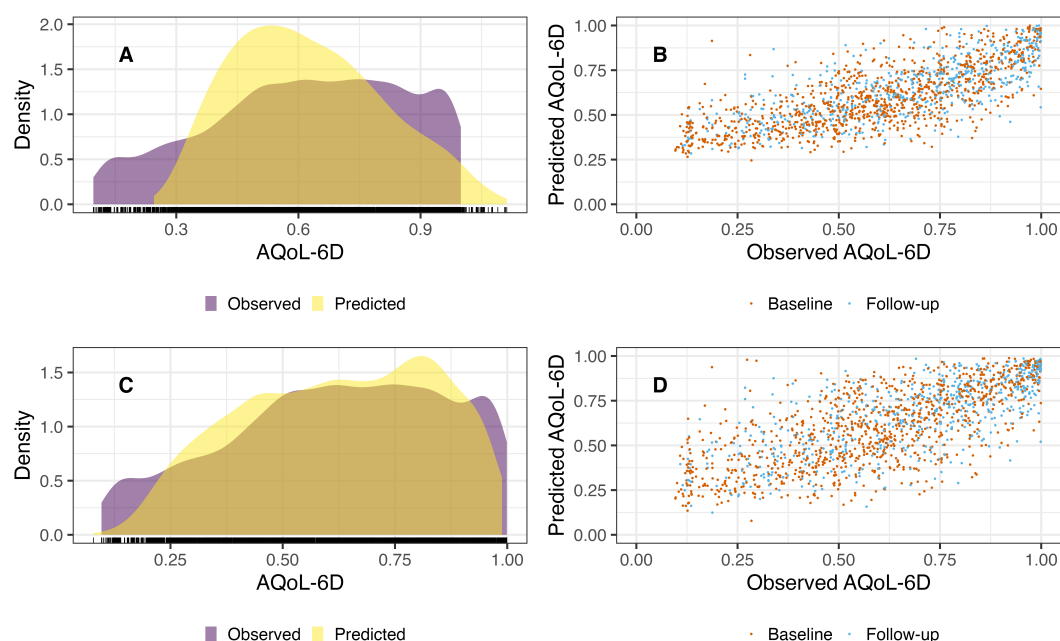 A
Density
2.0
1.5
1.0
0.5
0.0
0.3 0.6 0.9
AQoL-6D
Observed Predicted
B
Predicted AQoL-6D
1.00
0.75
0.50
0.25
0.00
0.00 0.25 0.50 0.75 1.00
Observed AQoL-6D
Baseline Follow-up
C
Density
1.5
1.0
0.5
0.0
0.25 0.50 0.75 1.00
AQoL-6D
Observed Predicted
D
Predicted AQoL-6D
1.00
0.75
0.50
0.25
0.00
0.00 0.25 0.50 0.75 1.00
Observed AQoL-6D
Baseline Follow-up